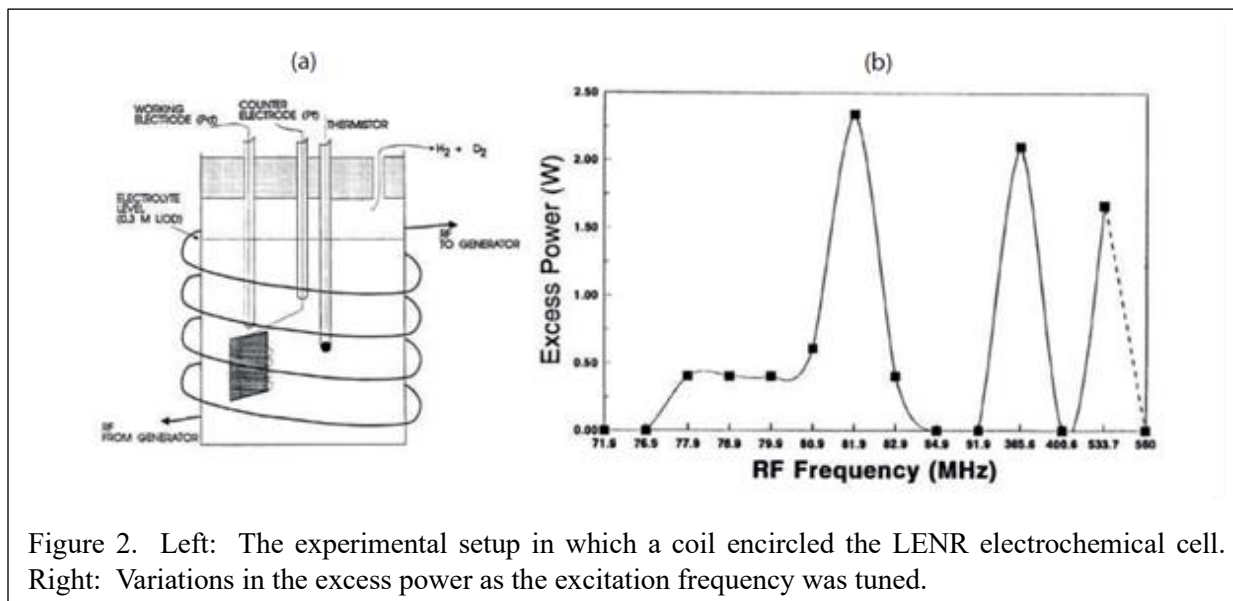 (a)
WORKING
ELECTRODE (Pd)
COUNTER
ELECTRODE (Pt)
THERMISTOR
H2 + D2
ELECTROLYTE
LEVEL
(0.3 M LiOD)
RF
TO GENERATOR
RF
FROM GENERATOR
(b)
Excess Power (W)
2.50
2.00
1.50
1.00
0.50
0.00
71.9 76.9 77.9 78.9 79.9 80.9 81.9 82.9 84.9 91.9 365.6 400.6 533.7 560
RF Frequency (MHz)
Figure 2. Left: The experimental setup in which a coil encircled the LENR electrochemical cell.
Right: Variations in the excess power as the excitation frequency was tuned.